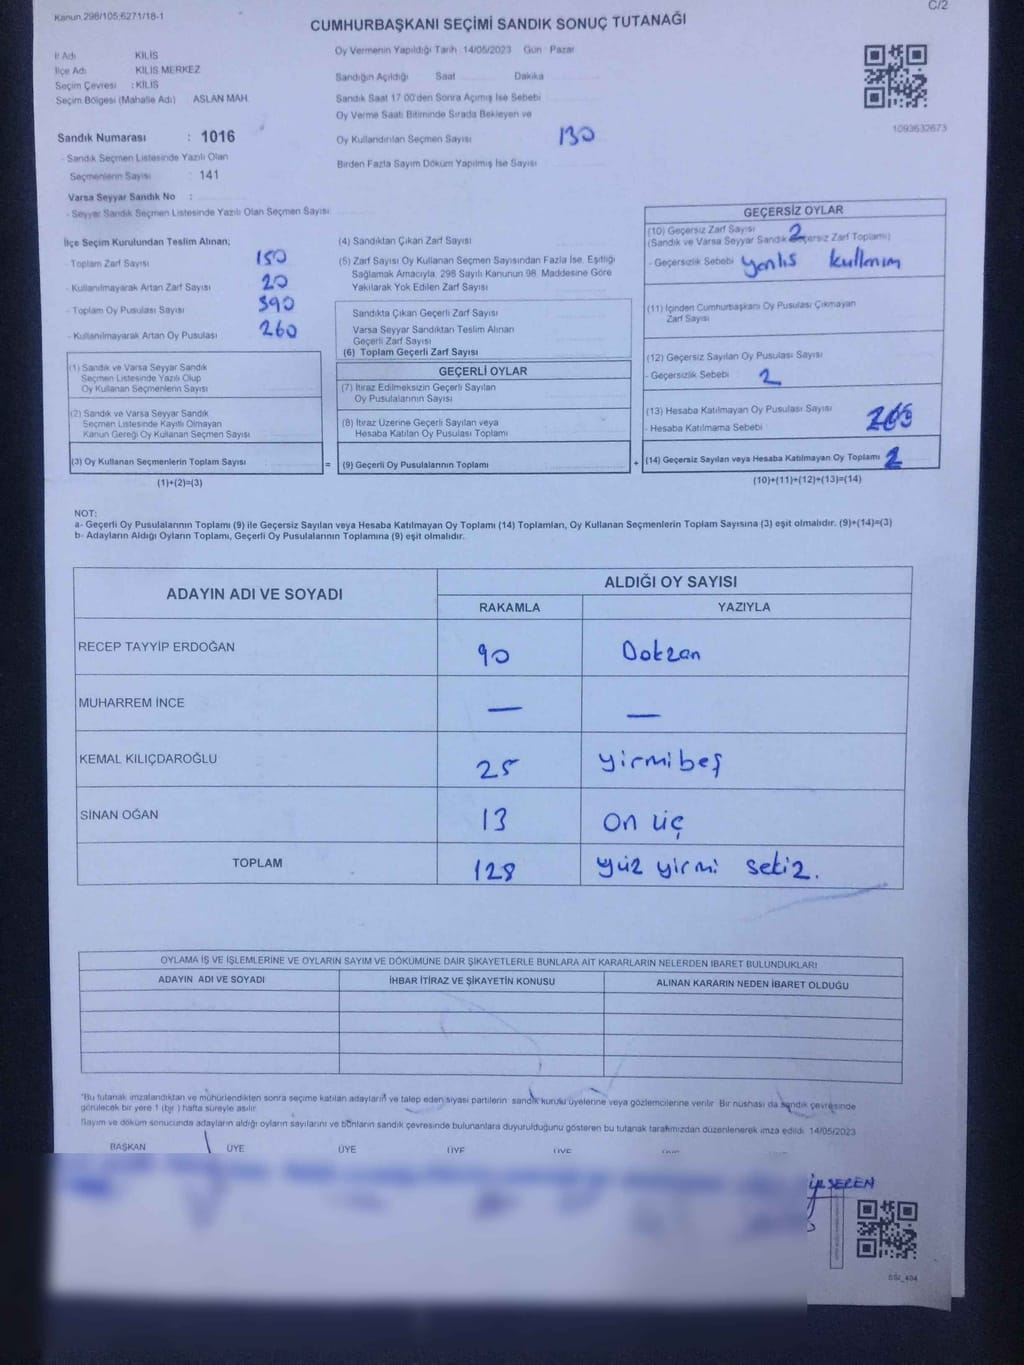 Kanun 298/105;6271/18-1
C/2
CUMHURBAŞKANI SEÇİMİ SANDIK SONUÇ TUTANAĞI
İl Adı KİLİS
İlçe Adı KİLİS MERKEZ
Seçim Çevresi : KİLİS
Seçim Bölgesi (Mahalle Adı) ASLAN MAH.
Sandık Numarası : 1016
- Sandık Seçmen Listesinde Yazılı Olan
Seçmenlerin Sayısı : 141
Varsa Seyyar Sandık No :
- Seyyar Sandık Seçmen Listesinde Yazılı Olan Seçmen Sayısı
Oy Vermenin Yapıldığı Tarih 14/05/2023 Gün Pazar
Sandığın Açıldığı Saat Dakika
Sandık Saat 17 00'den Sonra Açımış İse Sebebi
Oy Verme Saati Bitiminde Sırada Bekleyen ve
Oy Kullandırılan Seçmen Sayısı 130
Birden Fazla Sayım Döküm Yapılmış İse Sayısı
1093632673
İlçe Seçim Kurulundan Teslim Alınan;
- Toplam Zarf Sayısı 150
- Kullanılmayarak Artan Zarf Sayısı 20
- Toplam Oy Pusulası Sayısı 390
- Kullanılmayarak Artan Oy Pusulası 260
(1) Sandık ve Varsa Seyyar Sandık
Seçmen Listesinde Yazılı Olup
Oy Kullanan Seçmenlerin Sayısı
(2) Sandık ve Varsa Seyyar Sandık
Seçmen Listesinde Kayıtlı Olmayan
Kanun Gereği Oy Kullanan Seçmen Sayısı
(3) Oy Kullanan Seçmenlerin Toplam Sayısı
(1)+(2)=(3)
(4) Sandıktan Çıkan Zarf Sayısı
(5) Zarf Sayısı Oy Kullanan Seçmen Sayısından Fazla İse, Eşitliği
Sağlamak Amacıyla, 298 Sayılı Kanunun 98. Maddesine Göre
Yakılarak Yok Edilen Zarf Sayısı
Sandıkta Çıkan Geçerli Zarf Sayısı
Varsa Seyyar Sandıktan Teslim Alınan
Geçerli Zarf Sayısı
(6) Toplam Geçerli Zarf Sayısı
GEÇERLİ OYLAR
(7) İtiraz Edilmeksizin Geçerli Sayılan
Oy Pusulalarının Sayısı
(8) İtiraz Üzerine Geçerli Sayılan veya
Hesaba Katılan Oy Pusulası Toplamı
= (9) Geçerli Oy Pusulalarının Toplamı +
GEÇERSİZ OYLAR
(10) Geçersiz Zarf Sayısı 2
(Sandık ve Varsa Seyyar Sandık Geçersiz Zarf Toplamı)
- Geçersizlik Sebebi yanlış kullanım
(11) İçinden Cumhurbaşkanı Oy Pusulası Çıkmayan
Zarf Sayısı
(12) Geçersiz Sayılan Oy Pusulası Sayısı
- Geçersizlik Sebebi 2
(13) Hesaba Katılmayan Oy Pusulası Sayısı
- Hesaba Katılmama Sebebi
(14) Geçersiz Sayılan veya Hesaba Katılmayan Oy Toplamı 2
(10)+(11)+(12)+(13)=(14)
NOT:
a- Geçerli Oy Pusulalarının Toplamı (9) ile Geçersiz Sayılan veya Hesaba Katılmayan Oy Toplamı (14) Toplamları, Oy Kullanan Seçmenlerin Toplam Sayısına (3) eşit olmalıdır. (9)+(14)=(3)
b- Adayların Aldığı Oyların Toplamı, Geçerli Oy Pusulalarının Toplamına (9) eşit olmalıdır.
ADAYIN ADI VE SOYADI ALDIĞI OY SAYISI
RAKAMLA YAZIYLA
RECEP TAYYİP ERDOĞAN 90 Dokzan
MUHARREM İNCE — —
KEMAL KILIÇDAROĞLU 25 yirmibeş
SİNAN OĞAN 13 on üç
TOPLAM 128 yüz yirmi sekiz.
OYLAMA İŞ VE İŞLEMLERİNE VE OYLARIN SAYIM VE DÖKÜMÜNE DAİR ŞİKAYETLERLE BUNLARA AİT KARARLARIN NELERDEN İBARET BULUNDUKLARI
ADAYIN ADI VE SOYADI İHBAR İTİRAZ VE ŞİKAYETİN KONUSU ALINAN KARARIN NEDEN İBARET OLDUĞU
*Bu tutanak imzalandıktan ve mühürlendikten sonra seçime katılan adayların ve talep eden siyasi partilerin sandık kurulu üyelerine veya gözlemcilerine verilir. Bir nüshası da sandık çevresinde
görülecek bir yere 1 (bir ) hafta süreyle asılır.
Sayım ve döküm sonucunda adayların aldığı oyların sayılarını ve bunların sandık çevresinde bulunanlara duyurulduğunu gösteren bu tutanak tarafımızdan düzenlenerek imza edildi. 14/05/2023
BAŞKAN ÜYE ÜYE ÜYE ÜYE
SEREN